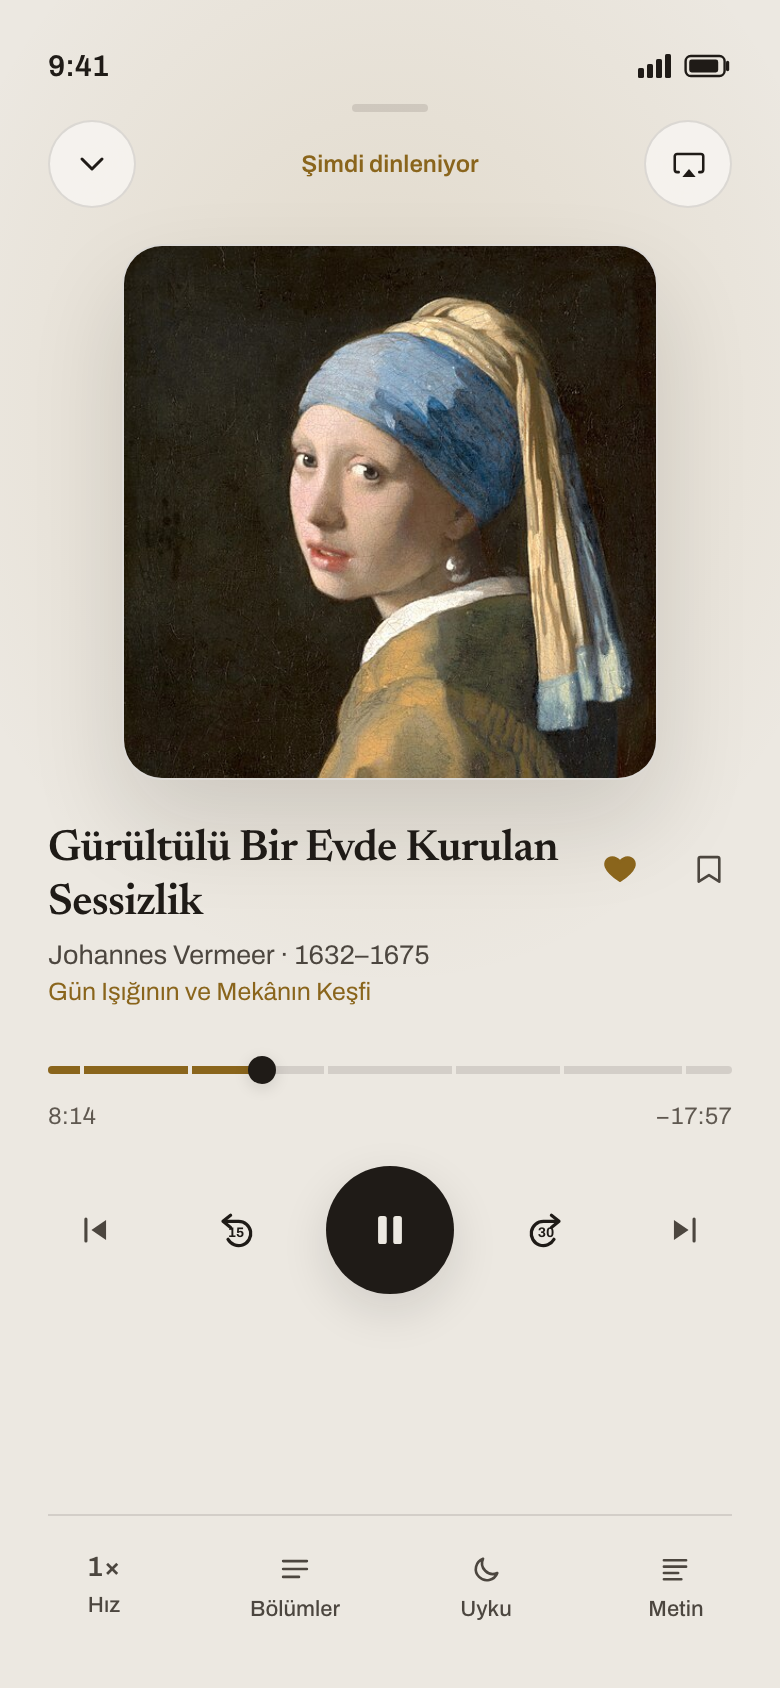 9:41
Şimdi dinleniyor
Gürültülü Bir Evde Kurulan
Sessizlik
Johannes Vermeer · 1632–1675
Gün Işığının ve Mekânın Keşfi
8:14
−17:57
15
30
1×
Hız
Bölümler
Uyku
Metin